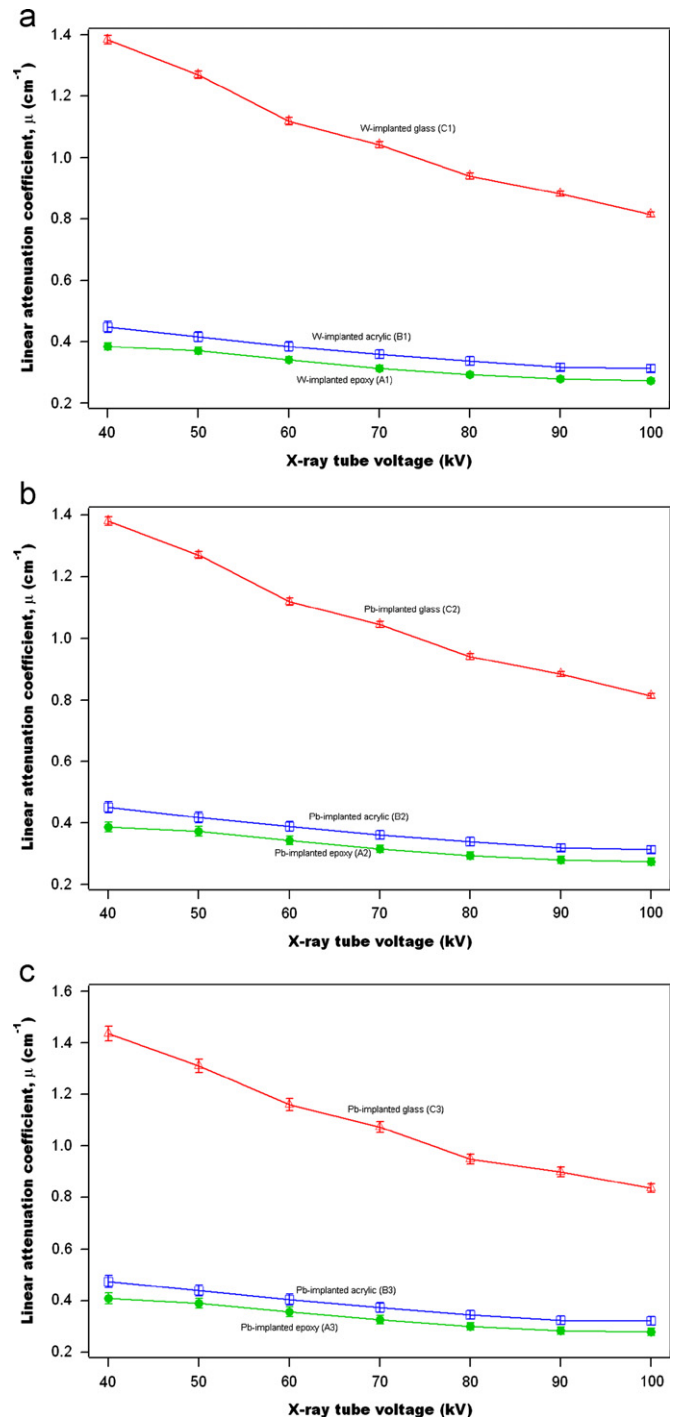 a
Linear attenuation coefficient, μ (cm⁻¹)
1.4
1.2
1.0
0.8
0.6
0.4
0.2
W-implanted glass (C1)
W-implanted acrylic (B1)
W-implanted epoxy (A1)
40 50 60 70 80 90 100
X-ray tube voltage (kV)
b
Linear attenuation coefficient, μ (cm⁻¹)
1.4
1.2
1.0
0.8
0.6
0.4
0.2
Pb-implanted glass (C2)
Pb-implanted acrylic (B2)
Pb-implanted epoxy (A2)
40 50 60 70 80 90 100
X-ray tube voltage (kV)
c
Linear attenuation coefficient, μ (cm⁻¹)
1.6
1.4
1.2
1.0
0.8
0.6
0.4
0.2
Pb-implanted glass (C3)
Pb-implanted acrylic (B3)
Pb-implanted epoxy (A3)
40 50 60 70 80 90 100
X-ray tube voltage (kV)